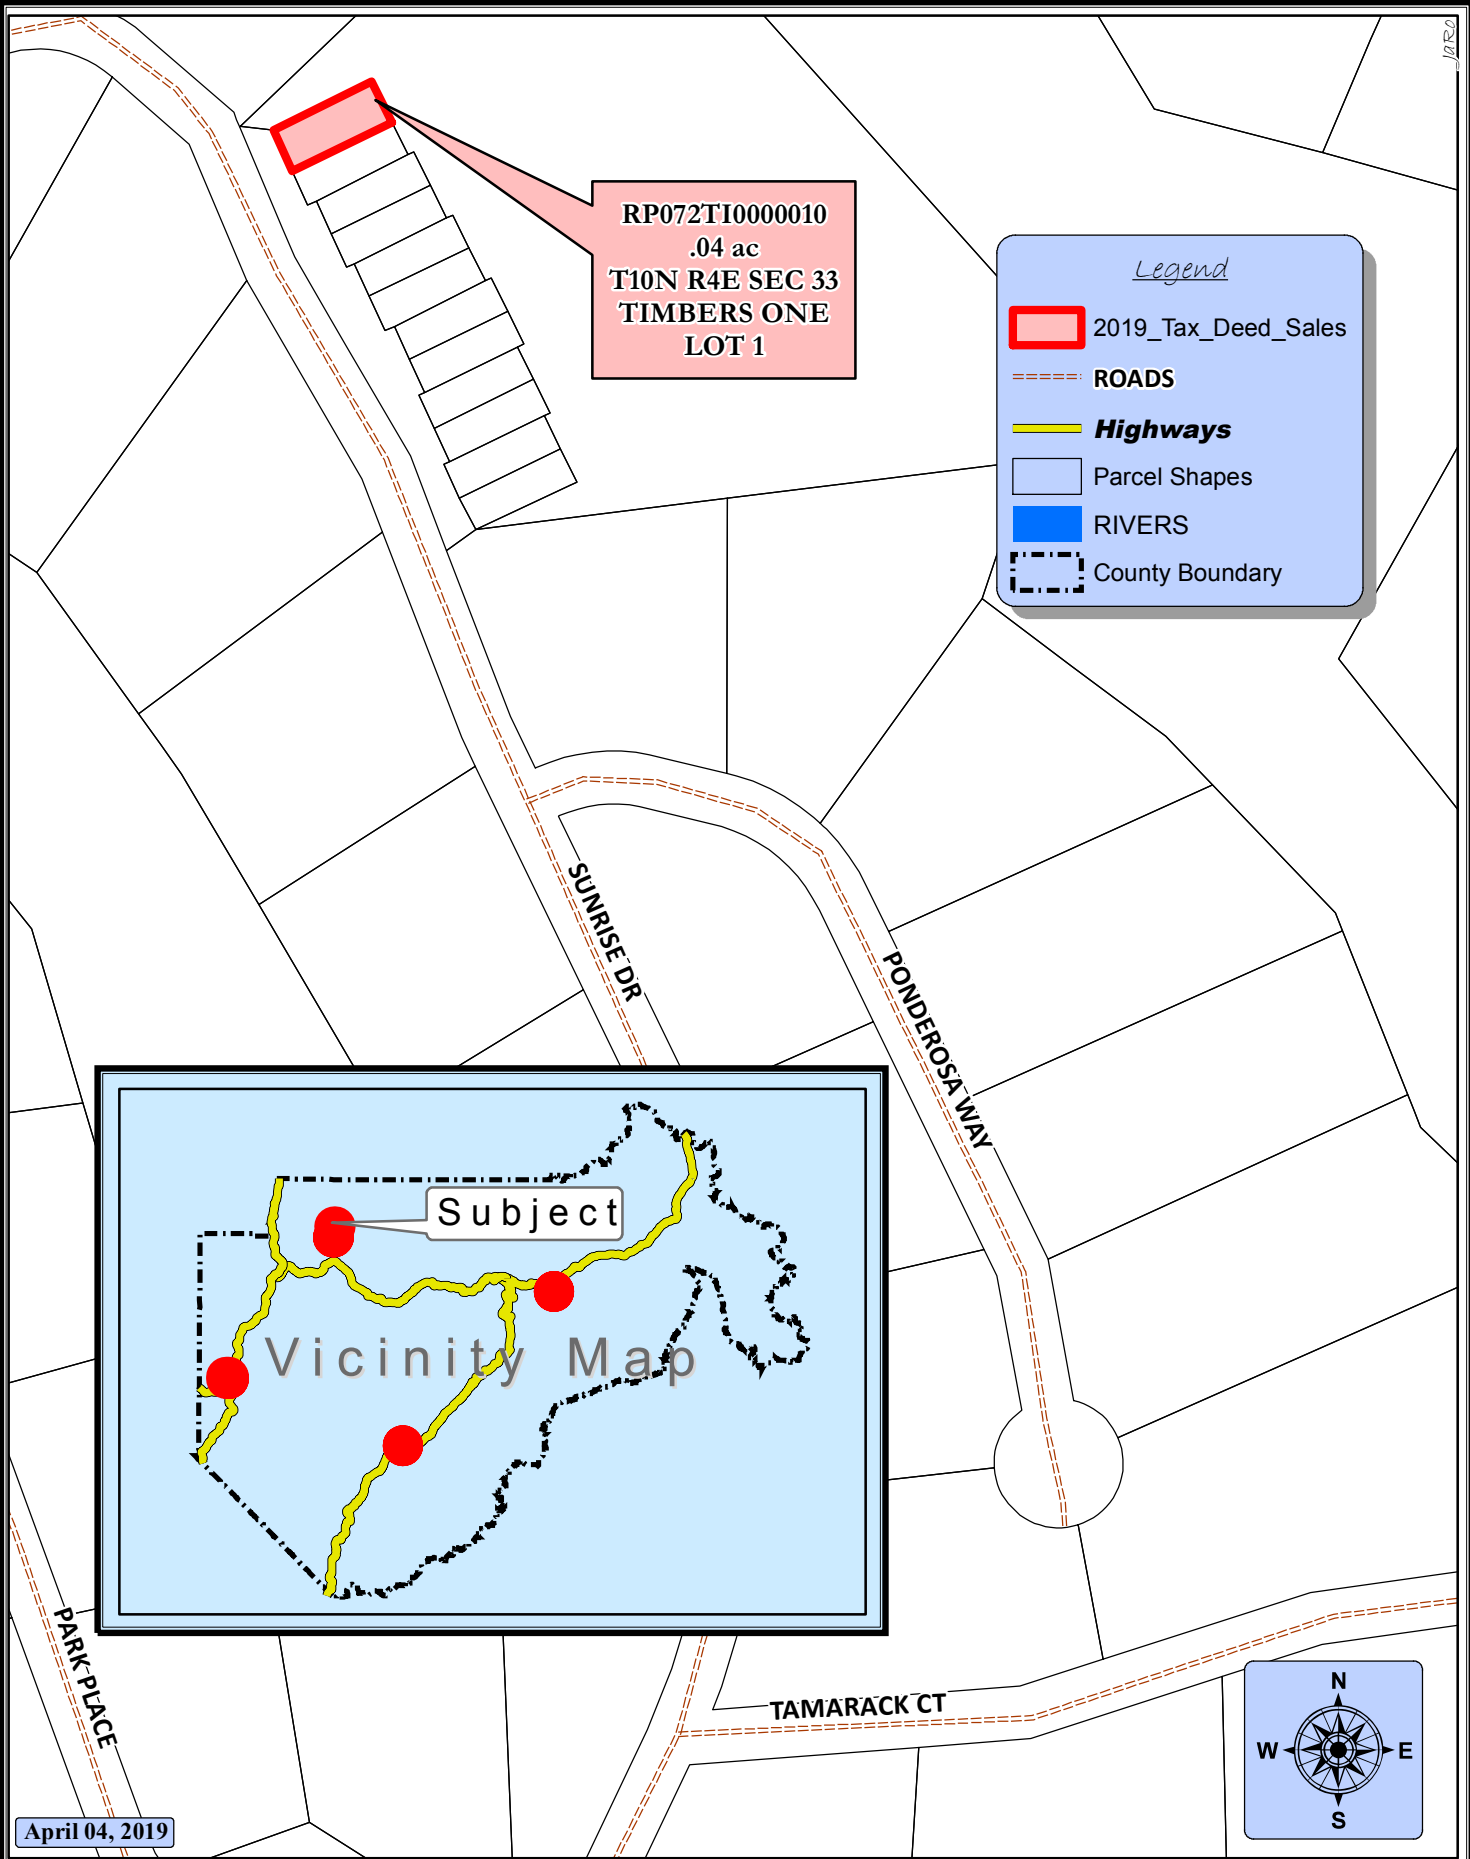 JaRo
RP072TI0000010
.04 ac
T10N R4E SEC 33
TIMBERS ONE
LOT 1
Legend
2019_Tax_Deed_Sales
ROADS
Highways
Parcel Shapes
RIVERS
County Boundary
SUNRISE DR
PONDEROSA WAY
Subject
Vicinity Map
PARK PLACE
TAMARACK CT
N
W E
S
April 04, 2019